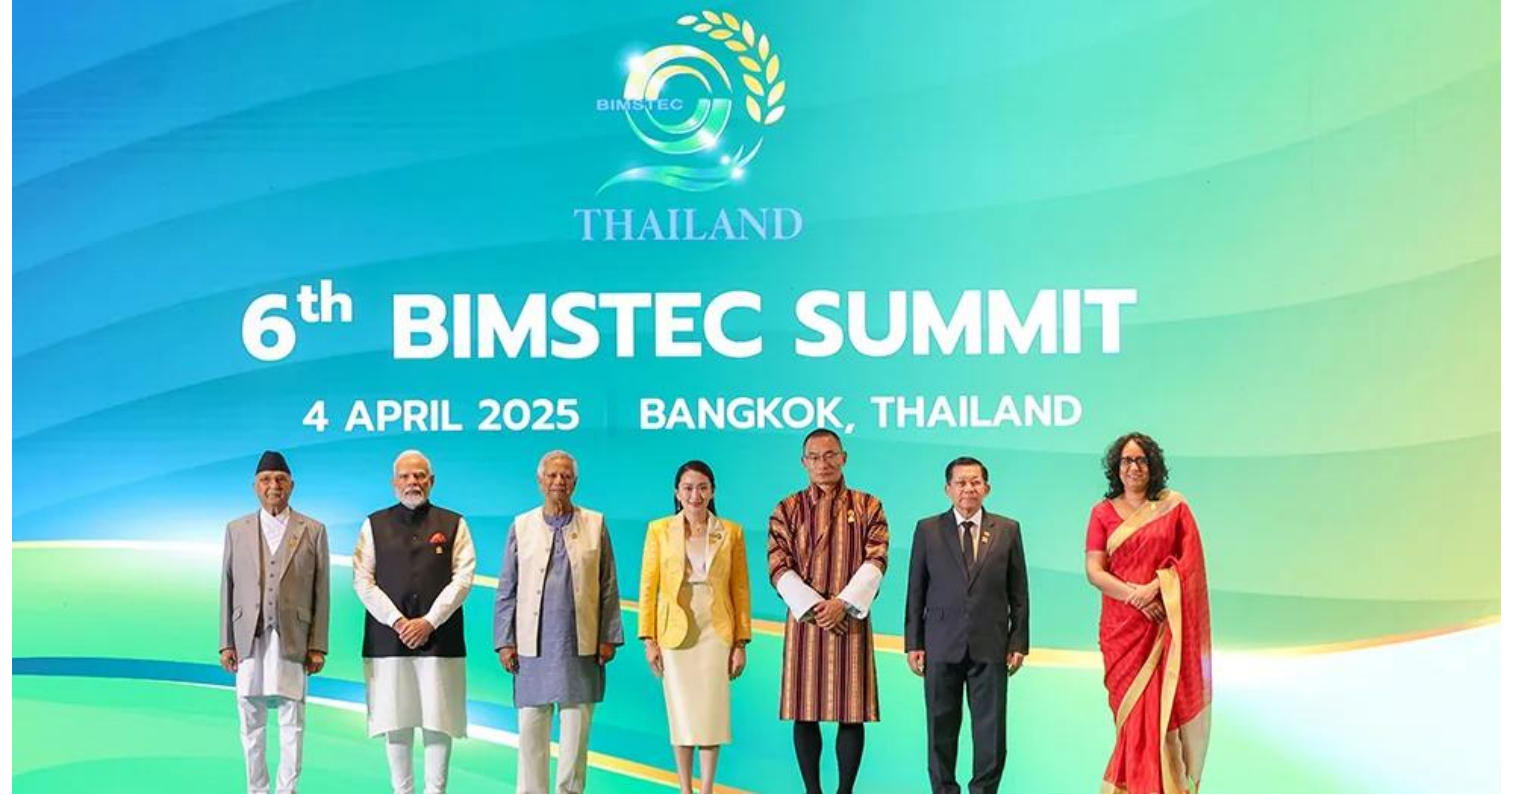 BIMSTEC
THAILAND
6th BIMSTEC SUMMIT
4 APRIL 2025 BANGKOK, THAILAND